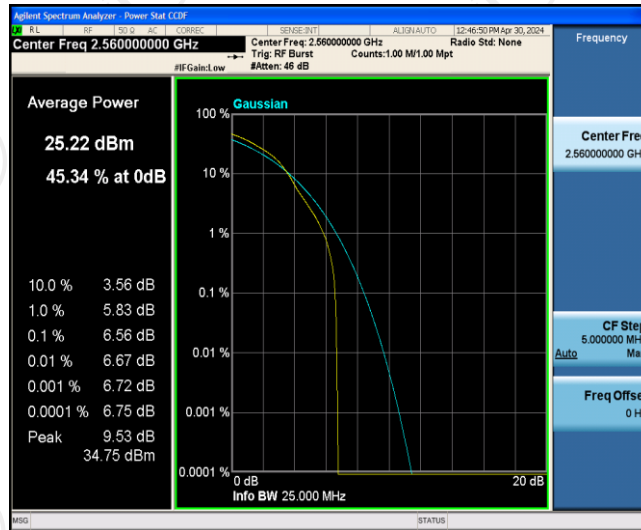 Agilent Spectrum Analyzer - Power Stat CCDF
RL RF 50 Ω AC CORREC SENSE:INT ALIGN AUTO 12:46:50 PM Apr 30, 2024
Center Freq 2.560000000 GHz
Center Freq: 2.560000000 GHz Radio Std: None
Trig: RF Burst Counts:1.00 M/1.00 Mpt
#IFGain:Low #Atten: 46 dB
Frequency
Average Power
25.22 dBm
45.34 % at 0dB
10.0 % 3.56 dB
1.0 % 5.83 dB
0.1 % 6.56 dB
0.01 % 6.67 dB
0.001 % 6.72 dB
0.0001 % 6.75 dB
Peak 9.53 dB
34.75 dBm
Gaussian
100 %
10 %
1 %
0.1 %
0.01 %
0.001 %
0.0001 %
0 dB 20 dB
Info BW 25.000 MHz
Center Fre
2.560000000 GH
CF Step
5.000000 MH
Auto Ma
Freq Offse
0 H
MSG STATUS